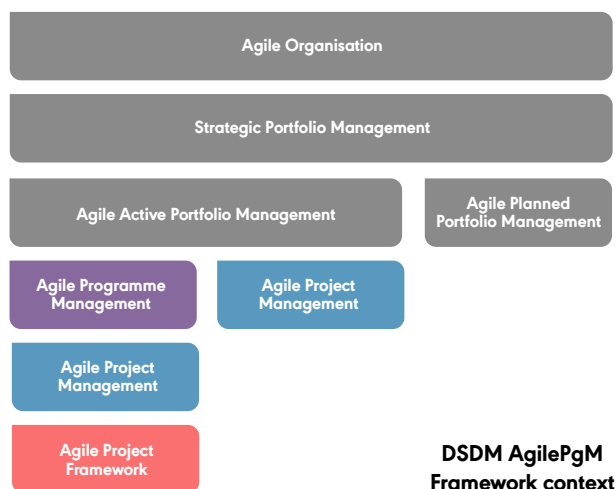 Agile Organisation
Strategic Portfolio Management
Agile Active Portfolio Management
Agile Planned
Portfolio Management
Agile Programme
Management
Agile Project
Management
Agile Project
Management
Agile Project
Framework
DSDM AgilePgM
Framework context